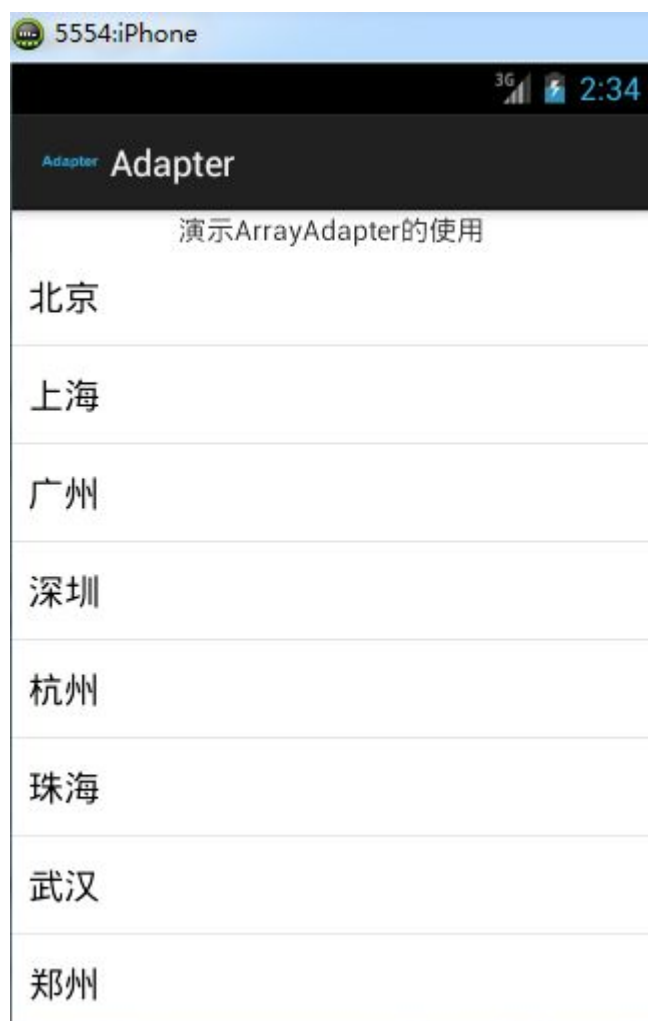 5554:iPhone
3G 2:34
Adapter Adapter
演示ArrayAdapter的使用
北京
上海
广州
深圳
杭州
珠海
武汉
郑州